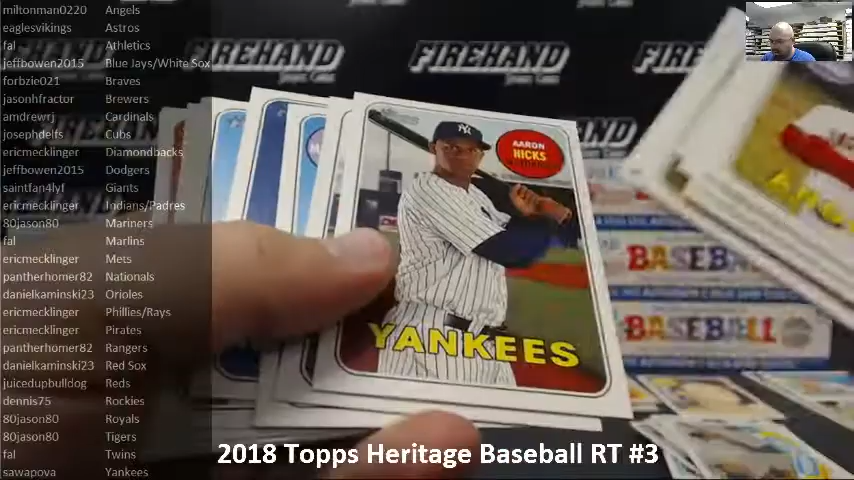 miltonman0220 Angels
eaglesvikings Astros
fal Athletics
jeffbowen2015 Blue Jays/White Sox
forbzie021 Braves
jasonhfractor Brewers
amdrewrj Cardinals
josephdelfs Cubs
ericmecklinger Diamondbacks
jeffbowen2015 Dodgers
saintfan4lyf Giants
ericmecklinger Indians/Padres
80jason80 Mariners
fal Marlins
ericmecklinger Mets
pantherhomer82 Nationals
danielkaminski23 Orioles
ericmecklinger Phillies/Rays
ericmecklinger Pirates
pantherhomer82 Rangers
danielkaminski23 Red Sox
juicedupbulldog Reds
dennis75 Rockies
80jason80 Royals
80jason80 Tigers
fal Twins
sawapova Yankees
FIREHAND
FIREHAND
FIREHAND
AARON
HICKS
YANKEES
BASEBALL
BASEBALL
2018 Topps Heritage Baseball RT #3